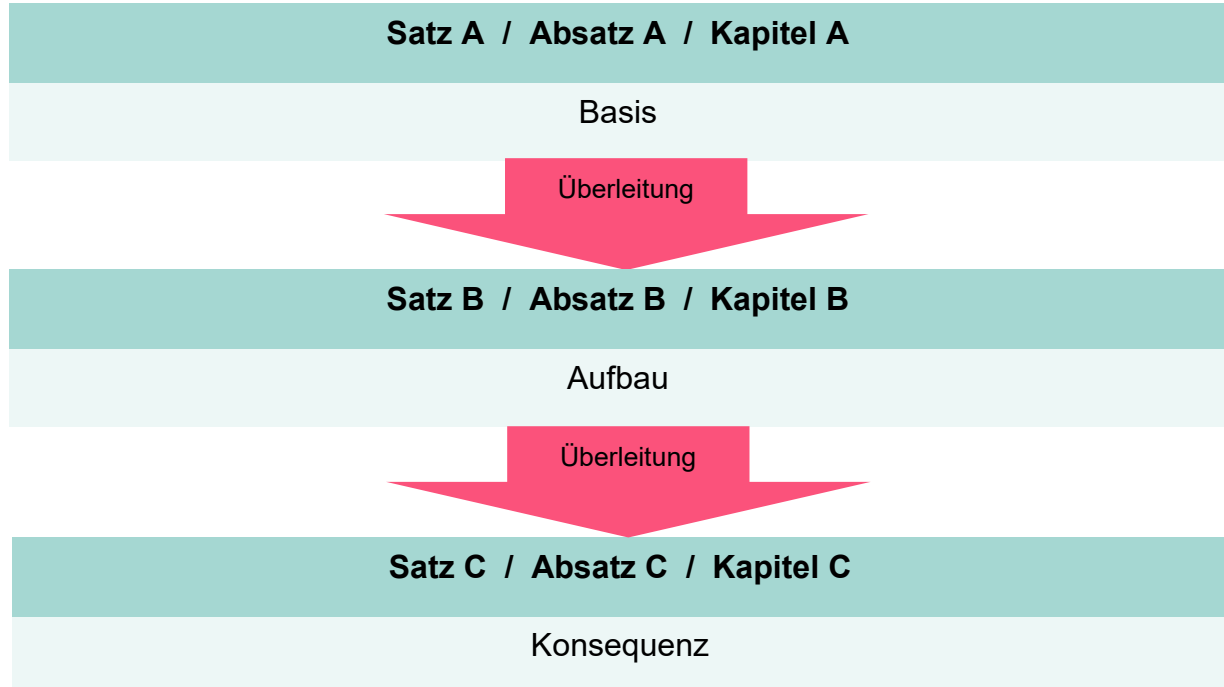 Satz A / Absatz A / Kapitel A
Basis
Überleitung
Satz B / Absatz B / Kapitel B
Aufbau
Überleitung
Satz C / Absatz C / Kapitel C
Konsequenz